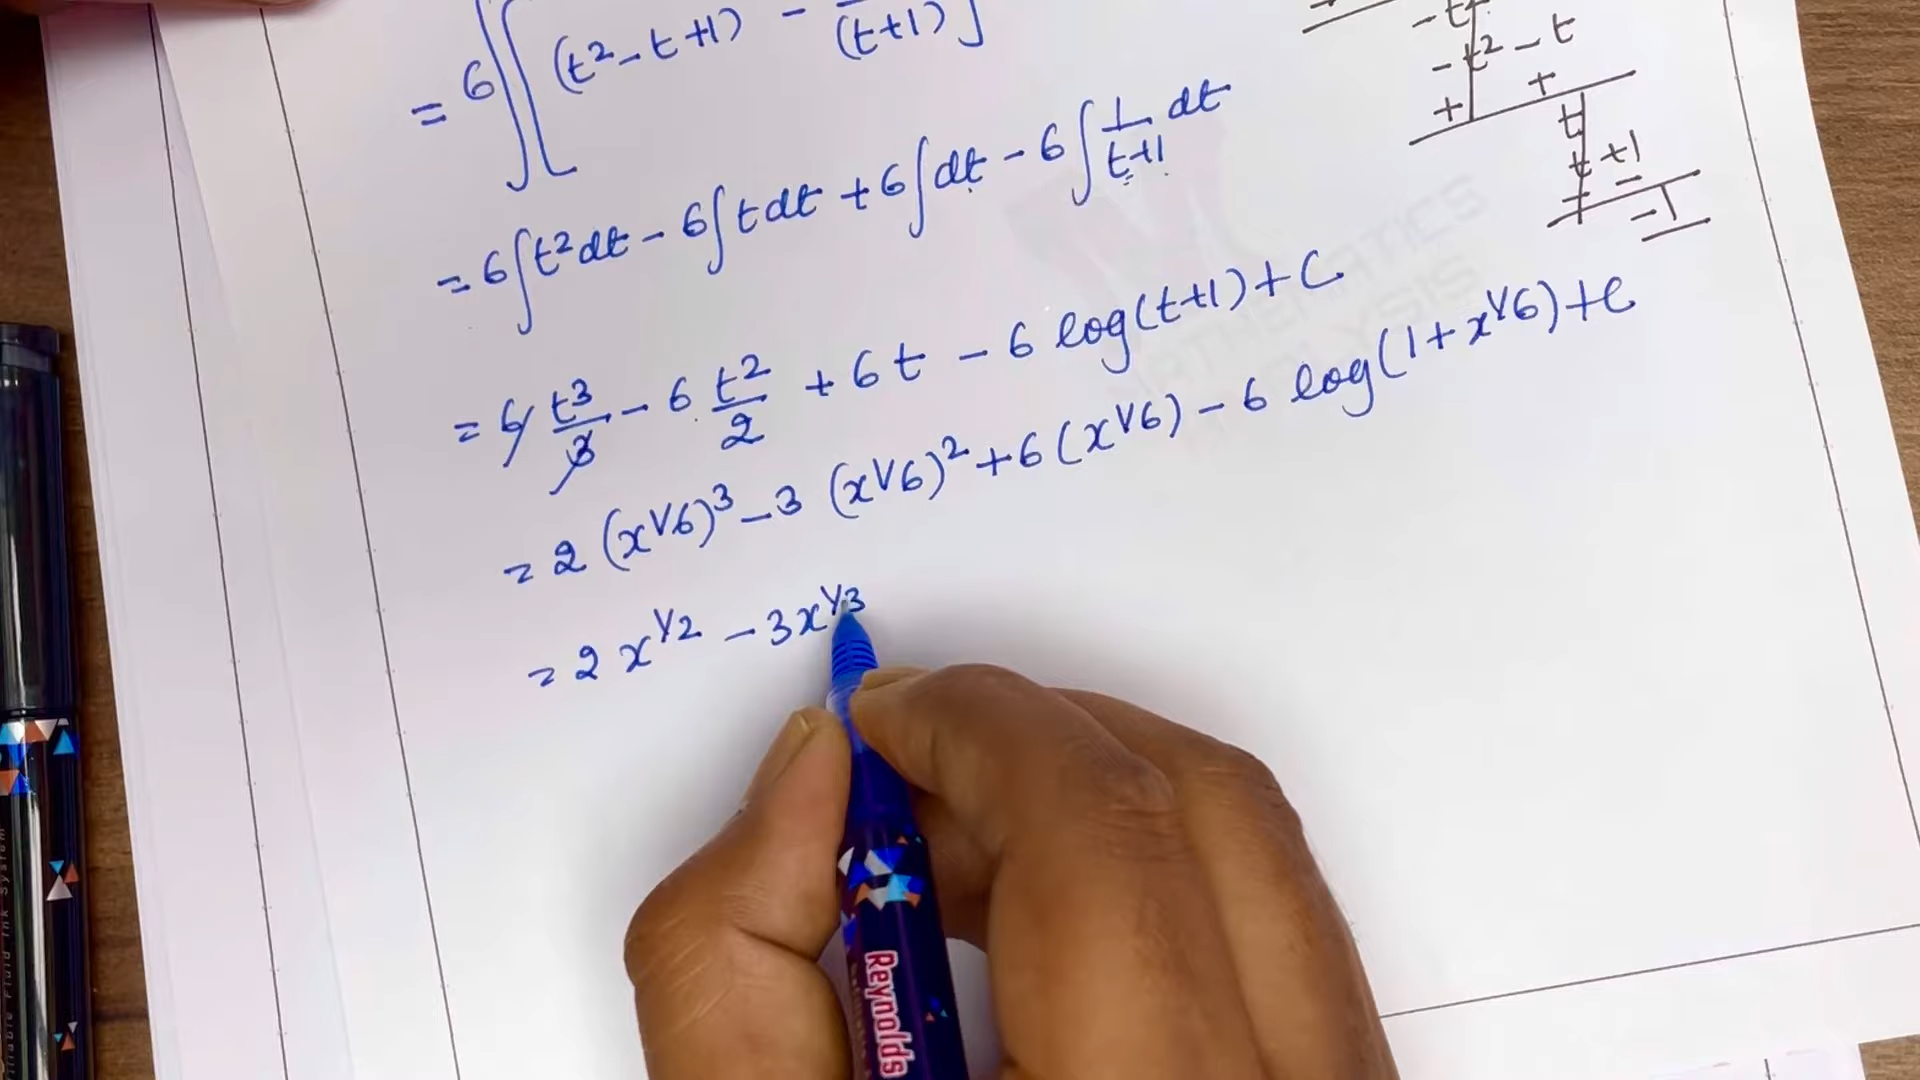 = 6 ∫ [ (t² - t + 1) - / (t+1) ]
= 6∫t² dt - 6∫t dt + 6∫dt - 6∫ 1/(t+1) dt
= 6 t³/3 - 6 t²/2 + 6t - 6 log(t+1) + C
= 2 (x^1/6)³ - 3 (x^1/6)² + 6 (x^1/6) - 6 log(1 + x^1/6) + C
= 2 x^1/2 - 3x^1/3
- t² - t
+ +
t
t + 1
- -
-1
Reynolds